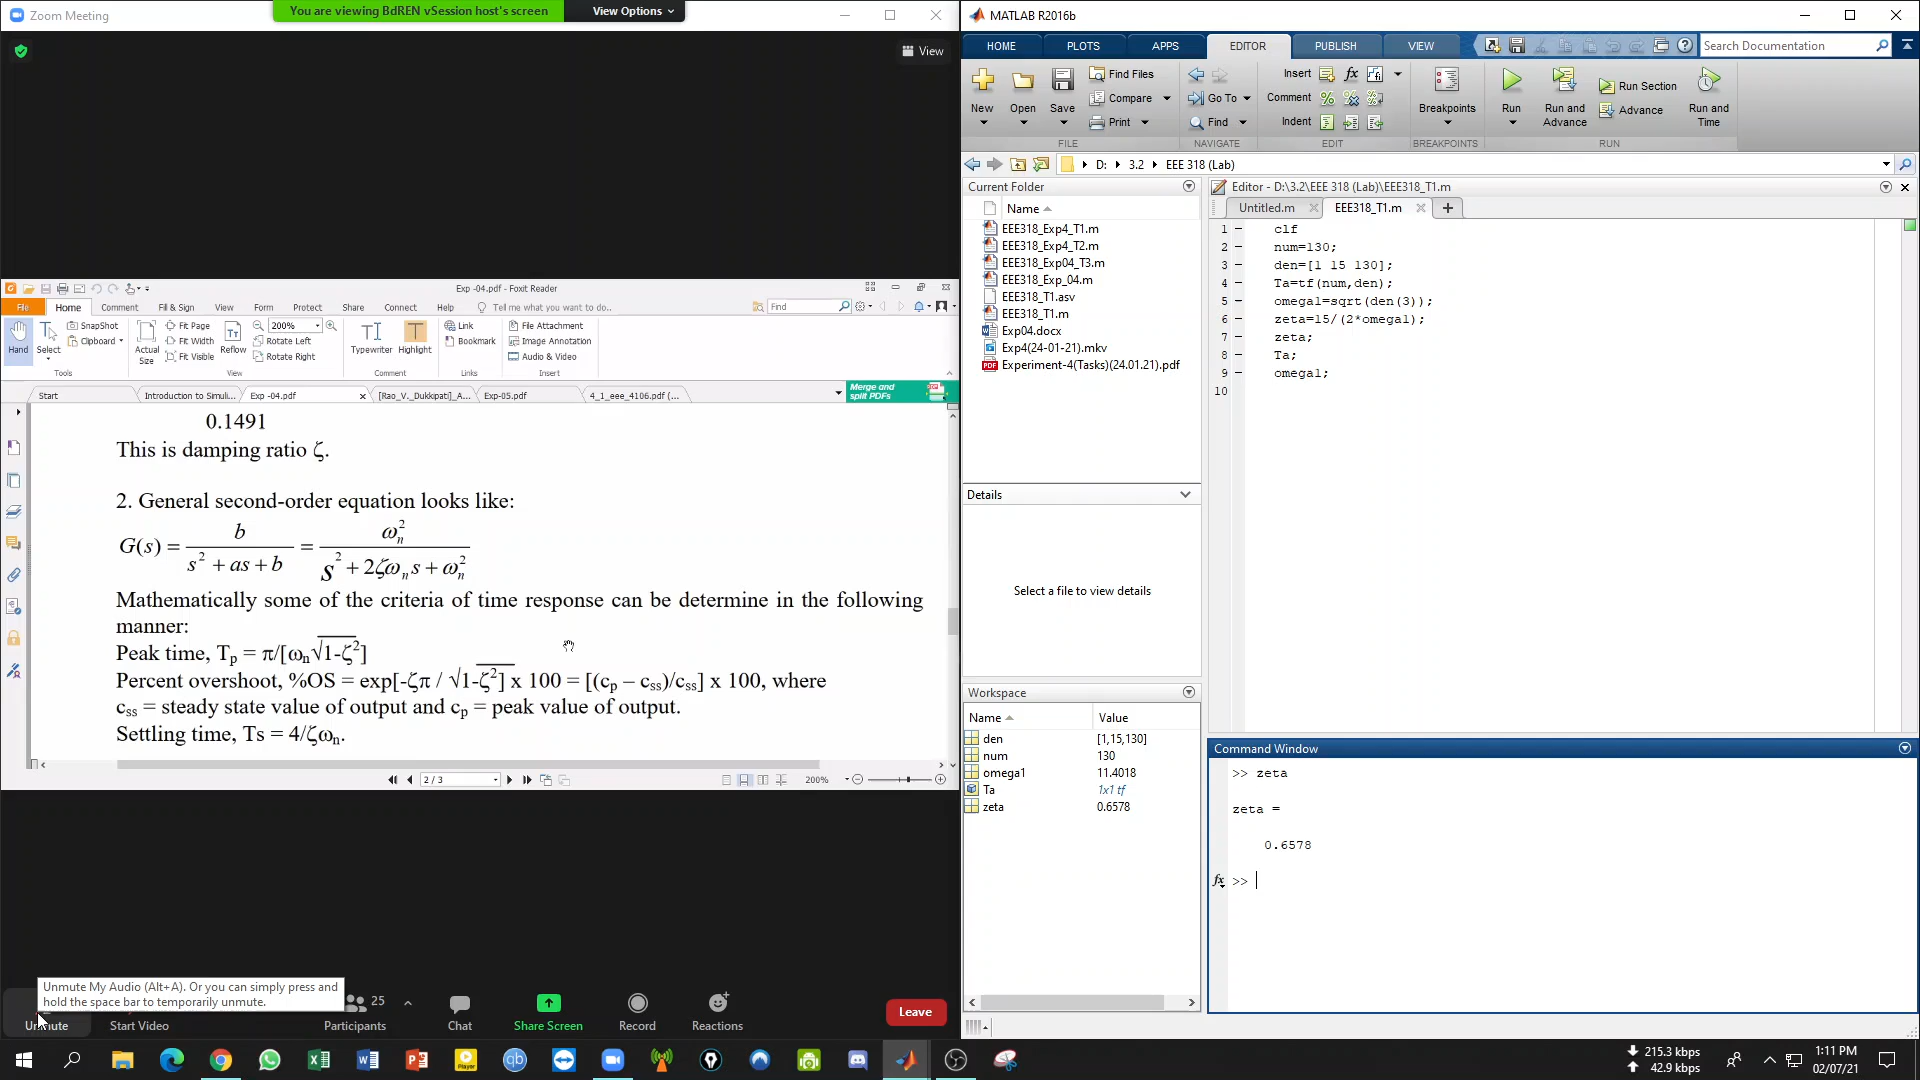 Zoom Meeting
You are viewing BdREN vSession host's screen
View Options
View
Exp -04.pdf - Foxit Reader
File Home Comment Fill & Sign View Form Protect Share Connect Help Tell me what you want to do.. Find
Hand
Select
SnapShot
Clipboard
Actual Size
Fit Page
Fit Width
Fit Visible
Reflow
200%
Rotate Left
Rotate Right
Typewriter
Highlight
Link
Bookmark
File Attachment
Image Annotation
Audio & Video
Tools View Comment Links Insert
Start Introduction to Simuli... Exp -04.pdf [Rao_V._Dukkpati]_A... Exp-05.pdf 4_1_eee_4106.pdf (...
Merge and split PDFs
0.1491
This is damping ratio ζ.
2. General second-order equation looks like:
G(s) = b / (s² + as + b) = ωn² / (s² + 2ζωn s + ωn²)
Mathematically some of the criteria of time response can be determine in the following
manner:
Peak time, Tp = π/[ωn√1-ζ²]
Percent overshoot, %OS = exp[-ζπ / √1-ζ²] x 100 = [(cp – css)/css] x 100, where
css = steady state value of output and cp = peak value of output.
Settling time, Ts = 4/ζωn.
2 / 3
200%
Unmute My Audio (Alt+A). Or you can simply press and
hold the space bar to temporarily unmute.
Unmute
Start Video
25
Participants
Chat
Share Screen
Record
Reactions
Leave
MATLAB R2016b
HOME PLOTS APPS EDITOR PUBLISH VIEW
Search Documentation
New
Open
Save
Find Files
Compare
Print
Go To
Find
Insert
fx
Comment
Indent
Breakpoints
Run
Run and Advance
Run Section
Advance
Run and Time
FILE NAVIGATE EDIT BREAKPOINTS RUN
D: 3.2 EEE 318 (Lab)
Current Folder
Name
EEE318_Exp4_T1.m
EEE318_Exp4_T2.m
EEE318_Exp04_T3.m
EEE318_Exp_04.m
EEE318_T1.asv
EEE318_T1.m
Exp04.docx
Exp4(24-01-21).mkv
Experiment-4(Tasks)(24.01.21).pdf
Details
Select a file to view details
Workspace
Name Value
den [1,15,130]
num 130
omega1 11.4018
Ta 1x1 tf
zeta 0.6578
Editor - D:\3.2\EEE 318 (Lab)\EEE318_T1.m
Untitled.m EEE318_T1.m
1 clf
2 num=130;
3 den=[1 15 130];
4 Ta=tf(num,den);
5 omega1=sqrt(den(3));
6 zeta=15/(2*omega1);
7 zeta;
8 Ta;
9 omega1;
10
Command Window
>> zeta
zeta =
0.6578
fx >>
215.3 kbps
42.9 kbps
1:11 PM
02/07/21